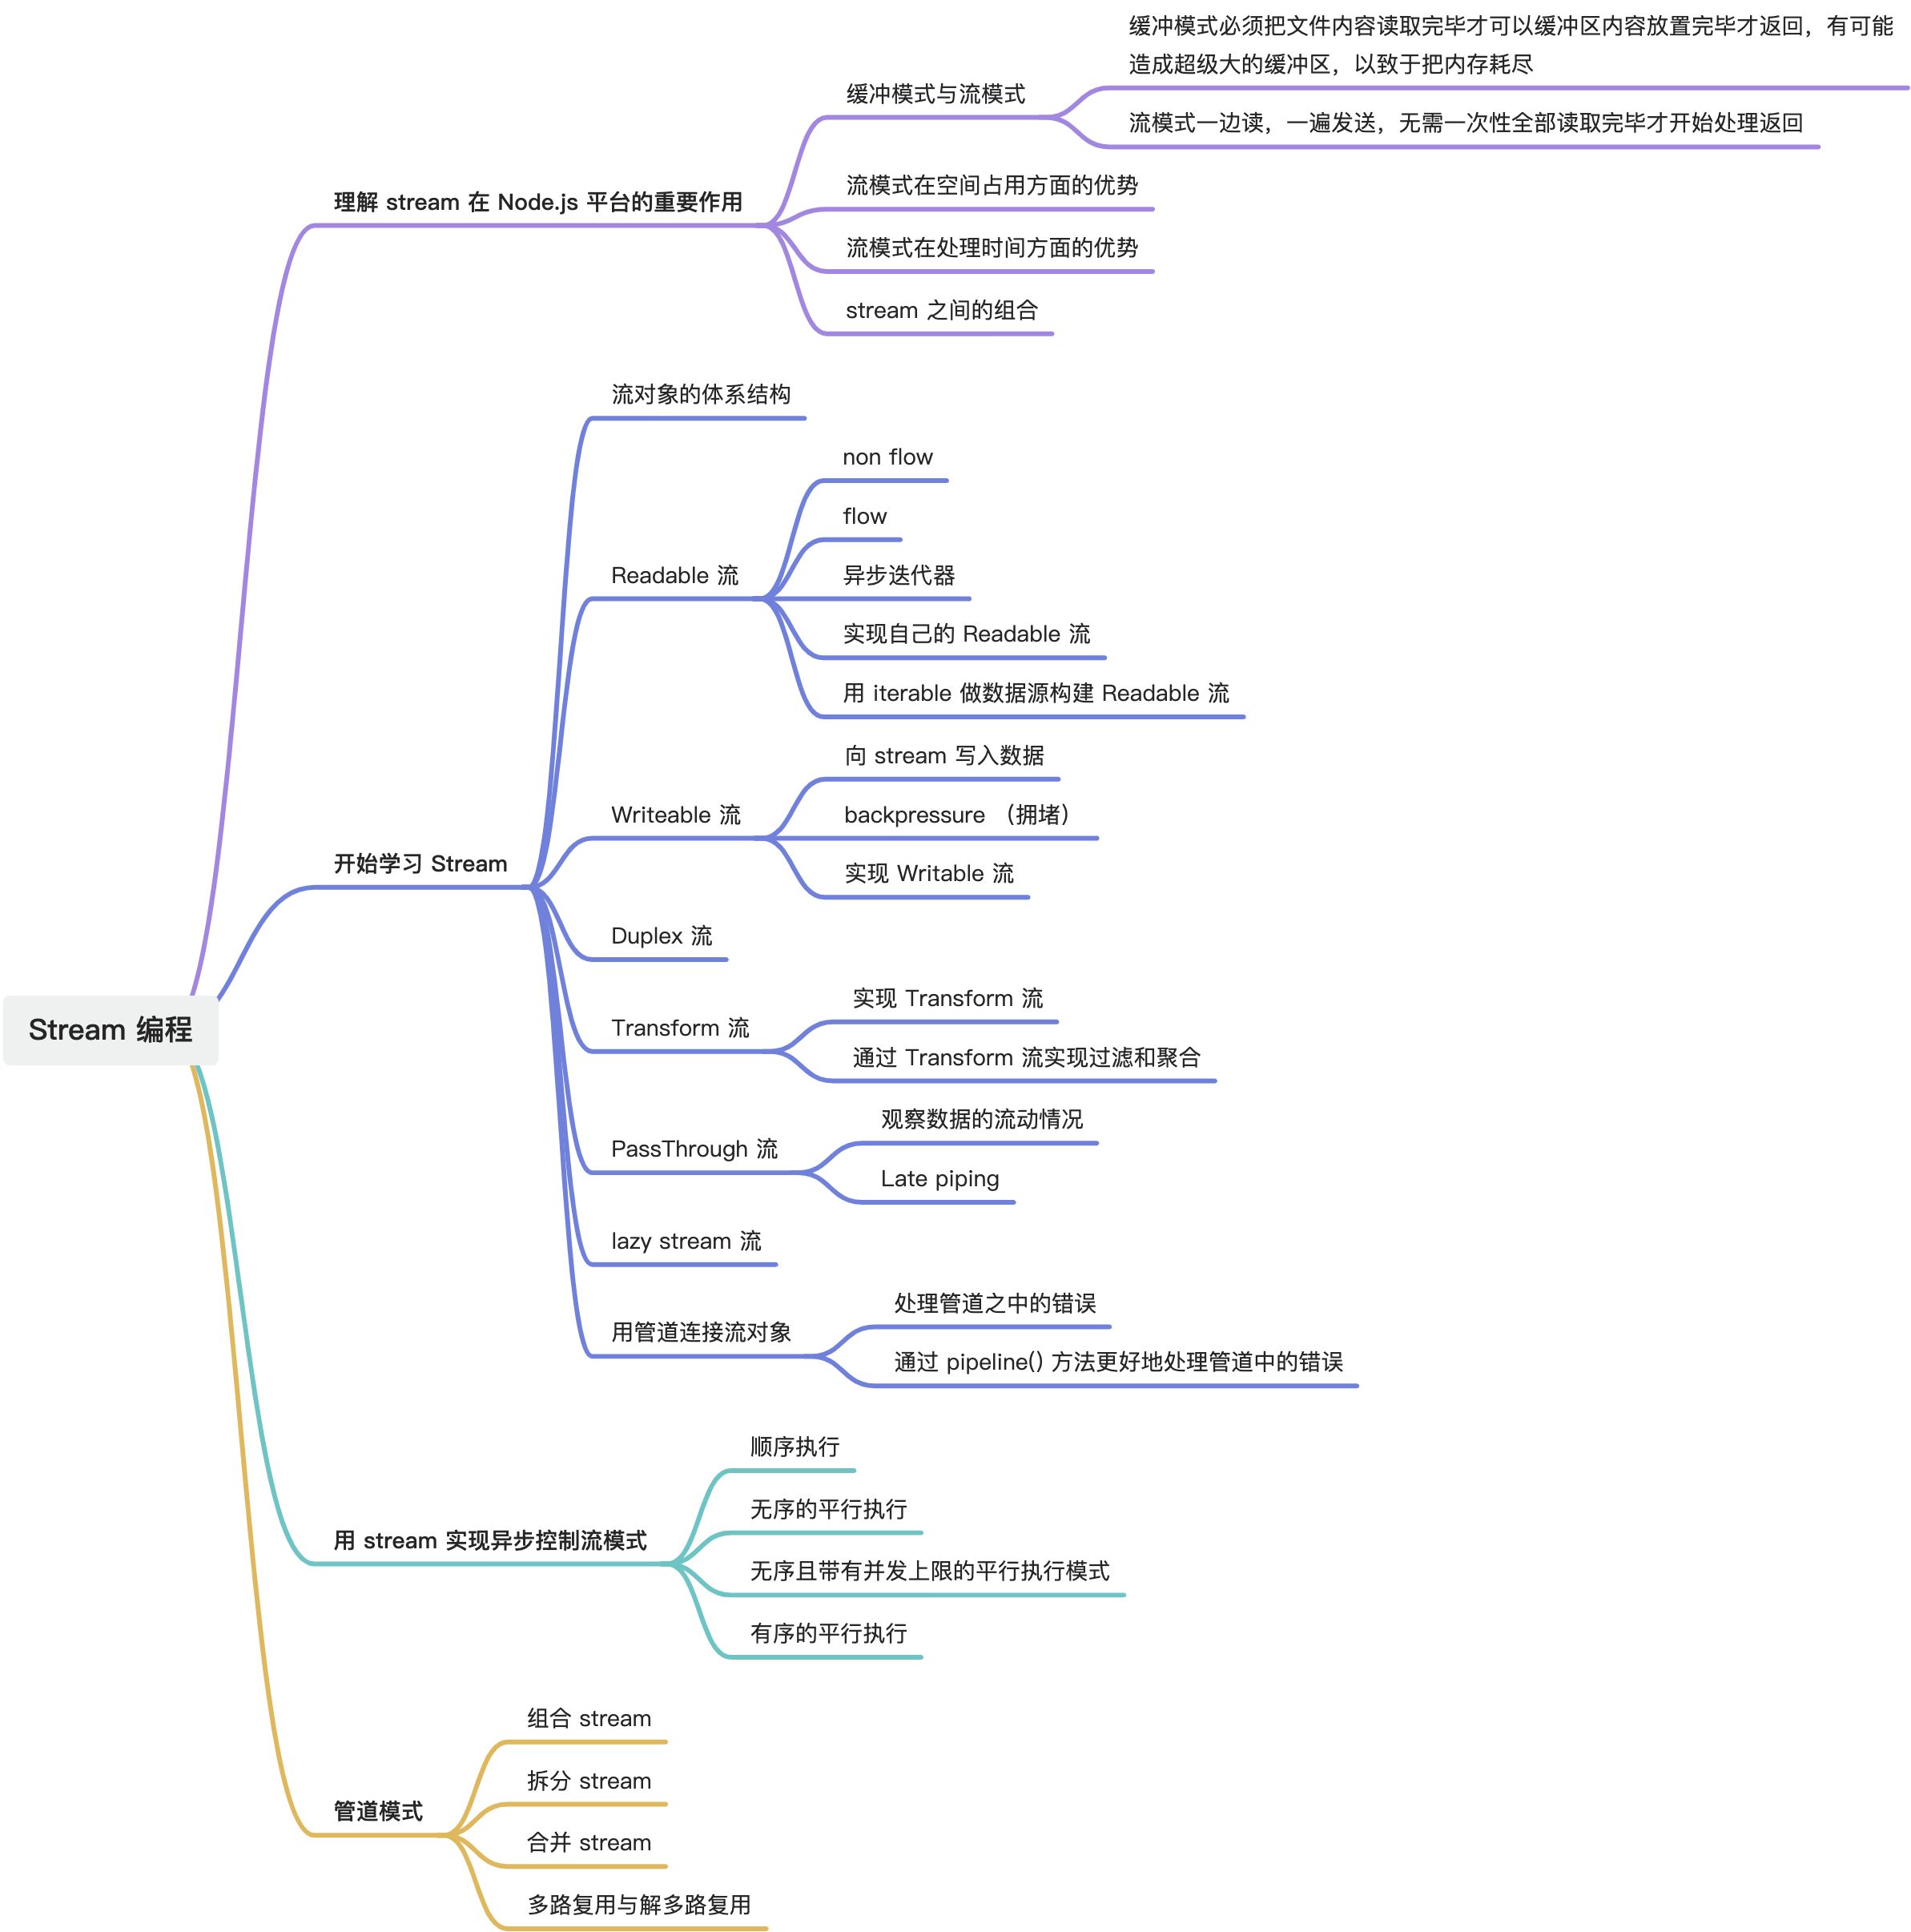 缓冲模式必须把文件内容读取完毕才可以缓冲区内容放置完毕才返回，有可能
造成超级大的缓冲区，以致于把内存耗尽
缓冲模式与流模式
流模式一边读，一遍发送，无需一次性全部读取完毕才开始处理返回
理解 stream 在 Node.js 平台的重要作用
流模式在空间占用方面的优势
流模式在处理时间方面的优势
stream 之间的组合
流对象的体系结构
non flow
flow
Readable 流
异步迭代器
实现自己的 Readable 流
用 iterable 做数据源构建 Readable 流
向 stream 写入数据
Writeable 流
backpressure （拥堵）
实现 Writable 流
开始学习 Stream
Duplex 流
实现 Transform 流
Transform 流
通过 Transform 流实现过滤和聚合
Stream 编程
观察数据的流动情况
PassThrough 流
Late piping
lazy stream 流
处理管道之中的错误
用管道连接流对象
通过 pipeline() 方法更好地处理管道中的错误
顺序执行
无序的平行执行
用 stream 实现异步控制流模式
无序且带有并发上限的平行执行模式
有序的平行执行
组合 stream
拆分 stream
管道模式
合并 stream
多路复用与解多路复用